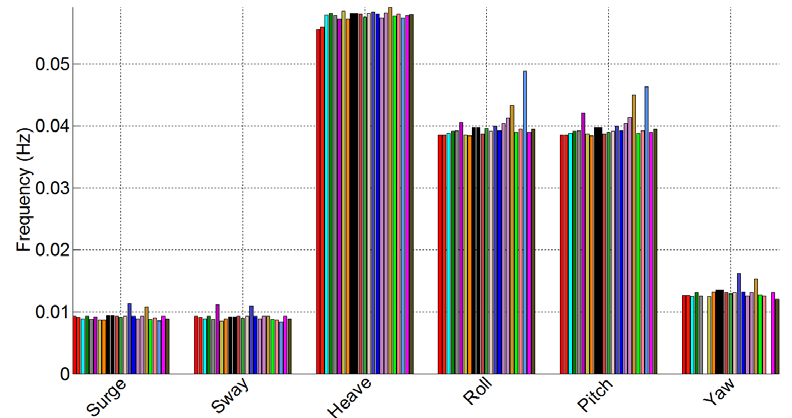 0.05
0.04
0.03
0.02
0.01
0
Frequency (Hz)
Surge
Sway
Heave
Roll
Pitch
Yaw